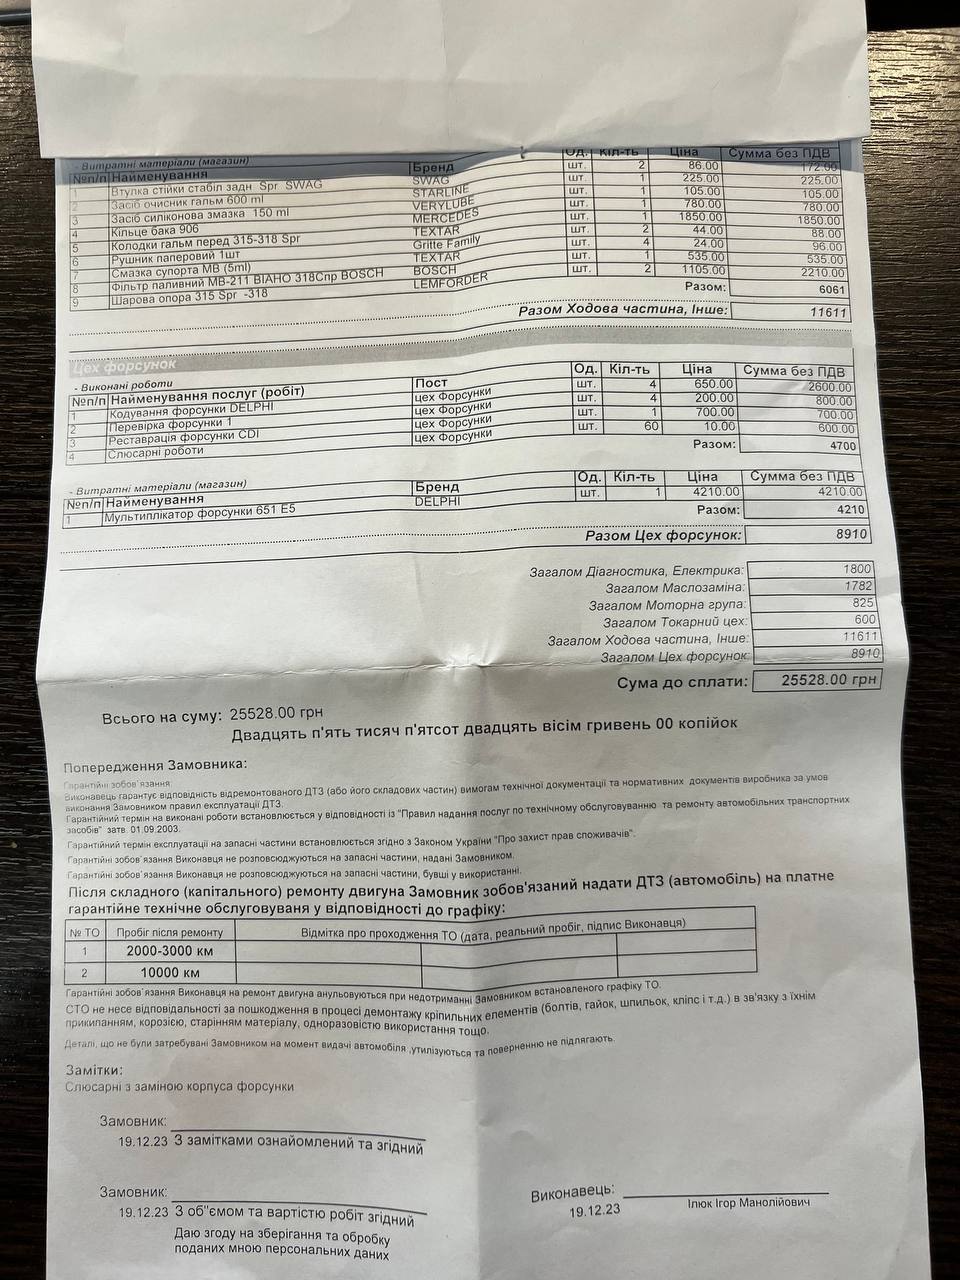 - Витратні матеріали (магазин)
№п/п Найменування Бренд Од. Кіл-ть Ціна Сумма без ПДВ
1 Втулка стійки стабіл задн Spr SWAG SWAG шт. 2 86.00 172.00
2 Засіб очисник гальм 600 ml STARLINE шт. 1 225.00 225.00
3 Засіб силіконова змазка 150 ml VERYLUBE шт. 1 105.00 105.00
4 Кільце бака 906 MERCEDES шт. 1 780.00 780.00
5 Колодки гальм перед 315-318 Spr TEXTAR шт. 1 1850.00 1850.00
6 Рушник паперовий 1шт Gritte Family шт. 2 44.00 88.00
7 Смазка супорта МВ (5ml) TEXTAR шт. 4 24.00 96.00
8 Фільтр паливний МВ-211 ВІАНО 318Спр BOSCH BOSCH шт. 1 535.00 535.00
9 Шарова опора 315 Spr -318 LEMFORDER шт. 2 1105.00 2210.00
Разом: 6061
Разом Ходова частина, Інше: 11611
Цех форсунок
- Виконані роботи
№п/п Найменування послуг (робіт) Пост Од. Кіл-ть Ціна Сумма без ПДВ
1 Кодування форсунки DELPHI цех Форсунки шт. 4 650.00 2600.00
2 Перевірка форсунки 1 цех Форсунки шт. 4 200.00 800.00
3 Реставрація форсунки CDI цех Форсунки шт. 1 700.00 700.00
4 Слюсарні роботи цех Форсунки шт. 60 10.00 600.00
Разом: 4700
- Витратні матеріали (магазин)
№п/п Найменування Бренд Од. Кіл-ть Ціна Сумма без ПДВ
1 Мультиплікатор форсунки 651 E5 DELPHI шт. 1 4210.00 4210.00
Разом: 4210
Разом Цех форсунок: 8910
Загалом Діагностика, Електрика: 1800
Загалом Маслозаміна: 1782
Загалом Моторна група: 825
Загалом Токарний цех: 600
Загалом Ходова частина, Інше: 11611
Загалом Цех форсунок: 8910
Сума до сплати: 25528.00 грн
Всього на суму: 25528.00 грн
Двадцять п'ять тисяч п'ятсот двадцять вісім гривень 00 копійок
Попередження Замовника:
Гарантійні зобов'язання:
Виконавець гарантує відповідність відремонтованого ДТЗ (або його складових частин) вимогам технічної документації та нормативних документів виробника за умов
виконання Замовником правил експлуатації ДТЗ.
Гарантійний термін на виконані роботи встановлюється у відповідності із "Правил надання послуг по технічному обслуговуванню та ремонту автомобільних транспортних
засобів" затв. 01.09.2003.
Гарантійний термін експлуатації на запасні частини встановлюється згідно з Законом України "Про захист прав споживачів".
Гарантійні зобов'язання Виконавця не розповсюджуються на запасні частини, надані Замовником.
Гарантійні зобов'язання Виконавця не розповсюджуються на запасні частини, бувші у використанні.
Після складного (капітального) ремонту двигуна Замовник зобов'язаний надати ДТЗ (автомобіль) на платне
гарантійне технічне обслуговуваня у відповідності до графіку:
№ ТО Пробіг після ремонту Відмітка про проходження ТО (дата, реальний пробіг, підпис Виконавця)
1 2000-3000 км
2 10000 км
Гарантійні зобов'язання Виконавця на ремонт двигуна анульовуються при недотриманні Замовником встановленого графіку ТО.
СТО не несе відповідальності за пошкодження в процесі демонтажу кріпильних елементів (болтів, гайок, шпильок, кліпс і т.д.) в зв'язку з їхнім
прикипанням, корозією, старінням матеріалу, одноразовістю використання тощо.
Деталі, що не були затребувані Замовником на момент видачі автомобіля ,утилізуються та поверненню не підлягають.
Замітки:
Слюсарні з заміною корпуса форсунки
Замовник:
19.12.23 З замітками ознайомлений та згідний
Замовник:
19.12.23 З об"ємом та вартістю робіт згідний
Даю згоду на зберігання та обробку
поданих мною персональних даних
Виконавець:
19.12.23 Ілюк Ігор Манолійович